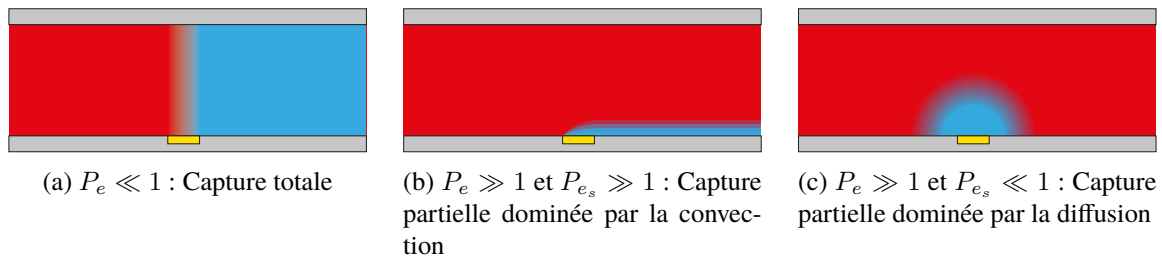 (a) $P_e \ll 1$ : Capture totale
(b) $P_e \gg 1$ et $P_{e_s} \gg 1$ : Capture
partielle dominée par la convec-
tion
(c) $P_e \gg 1$ et $P_{e_s} \ll 1$ : Capture
partielle dominée par la diffusion